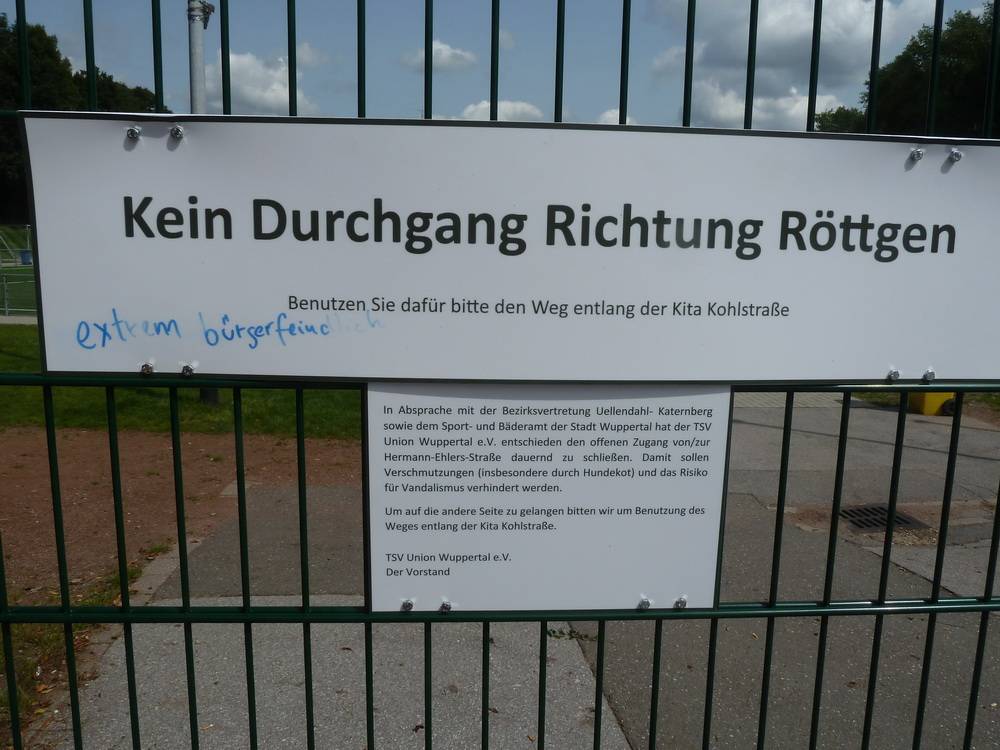 Kein Durchgang Richtung Röttgen
Benutzen Sie dafür bitte den Weg entlang der Kita Kohlstraße
extrem bürgerfeindlich
In Absprache mit der Bezirksvertretung Uellendahl- Katernberg
sowie dem Sport- und Bäderamt der Stadt Wuppertal hat der TSV
Union Wuppertal e.V. entschieden den offenen Zugang von/zur
Hermann-Ehlers-Straße dauernd zu schließen. Damit sollen
Verschmutzungen (insbesondere durch Hundekot) und das Risiko
für Vandalismus verhindert werden.
Um auf die andere Seite zu gelangen bitten wir um Benutzung des
Weges entlang der Kita Kohlstraße.
TSV Union Wuppertal e.V.
Der Vorstand